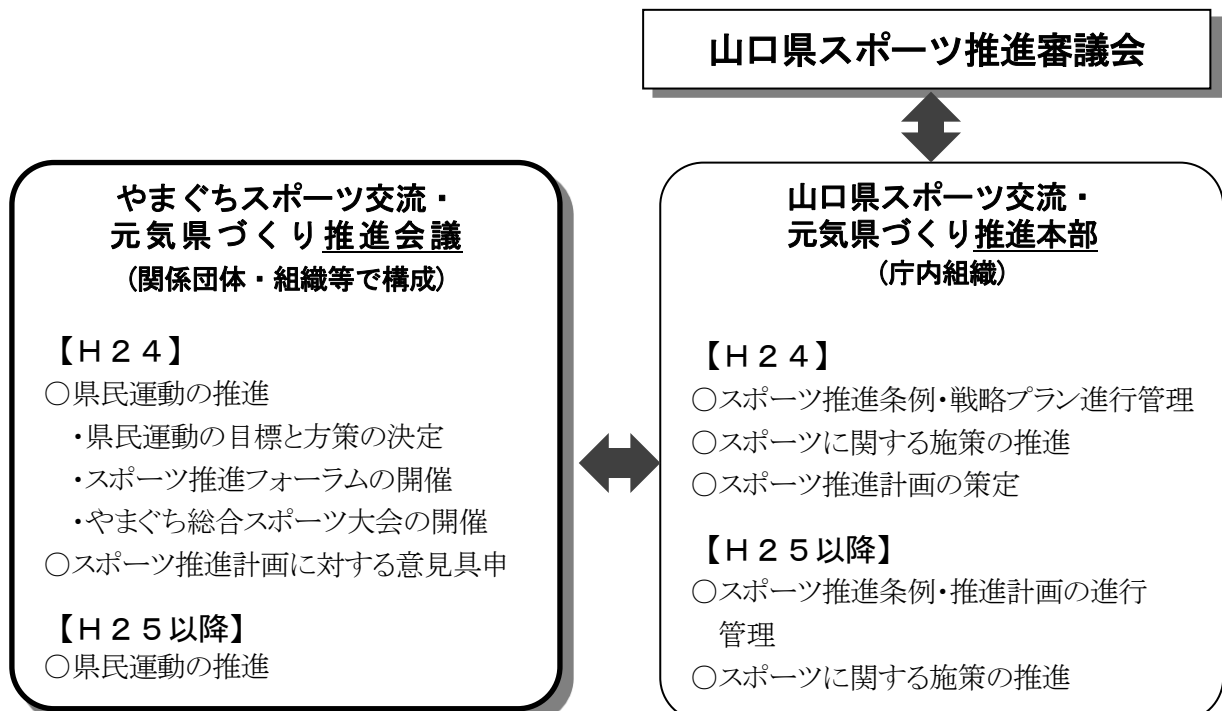 山口県スポーツ推進審議会
やまぐちスポーツ交流・
元気県づくり推進会議
(関係団体・組織等で構成)
【H24】
○県民運動の推進
・県民運動の目標と方策の決定
・スポーツ推進フォーラムの開催
・やまぐち総合スポーツ大会の開催
○スポーツ推進計画に対する意見具申
【H25以降】
○県民運動の推進
山口県スポーツ交流・
元気県づくり推進本部
(庁内組織)
【H24】
○スポーツ推進条例・戦略プラン進行管理
○スポーツに関する施策の推進
○スポーツ推進計画の策定
【H25以降】
○スポーツ推進条例・推進計画の進行
管理
○スポーツに関する施策の推進